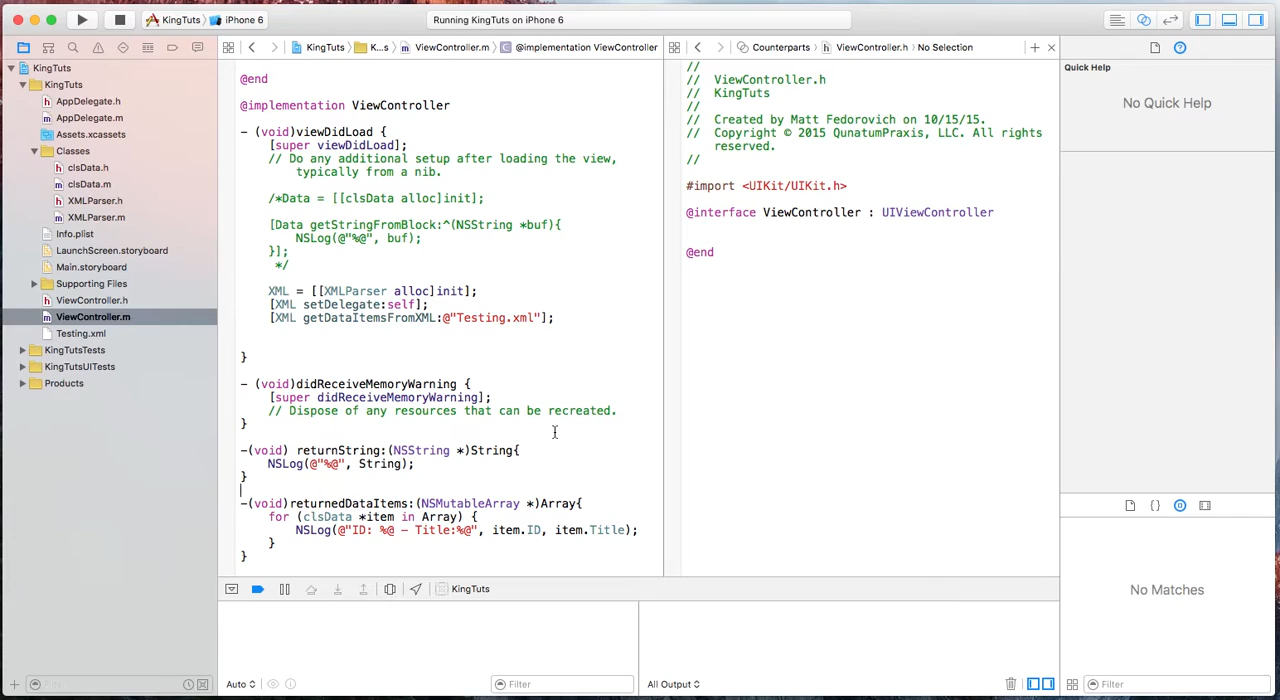 KingTuts iPhone 6
Running KingTuts on iPhone 6
KingTuts K...s ViewController.m @implementation ViewController
Counterparts ViewController.h No Selection
KingTuts
KingTuts
AppDelegate.h
AppDelegate.m
Assets.xcassets
Classes
clsData.h
clsData.m
XMLParser.h
XMLParser.m
Info.plist
LaunchScreen.storyboard
Main.storyboard
Supporting Files
ViewController.h
ViewController.m
Testing.xml
KingTutsTests
KingTutsUITests
Products
@end
@implementation ViewController
- (void)viewDidLoad {
[super viewDidLoad];
// Do any additional setup after loading the view,
typically from a nib.
/*Data = [[clsData alloc]init];
[Data getStringFromBlock:^(NSString *buf){
NSLog(@"%@", buf);
}];
*/
XML = [[XMLParser alloc]init];
[XML setDelegate:self];
[XML getDataItemsFromXML:@"Testing.xml"];
}
- (void)didReceiveMemoryWarning {
[super didReceiveMemoryWarning];
// Dispose of any resources that can be recreated.
}
-(void) returnString:(NSString *)String{
NSLog(@"%@", String);
}
-(void)returnedDataItems:(NSMutableArray *)Array{
for (clsData *item in Array) {
NSLog(@"ID: %@ - Title:%@", item.ID, item.Title);
}
}
//
// ViewController.h
// KingTuts
//
// Created by Matt Fedorovich on 10/15/15.
// Copyright © 2015 QunatumPraxis, LLC. All rights
reserved.
//
#import <UIKit/UIKit.h>
@interface ViewController : UIViewController
@end
Quick Help
No Quick Help
No Matches
KingTuts
Auto
Filter
All Output
Filter